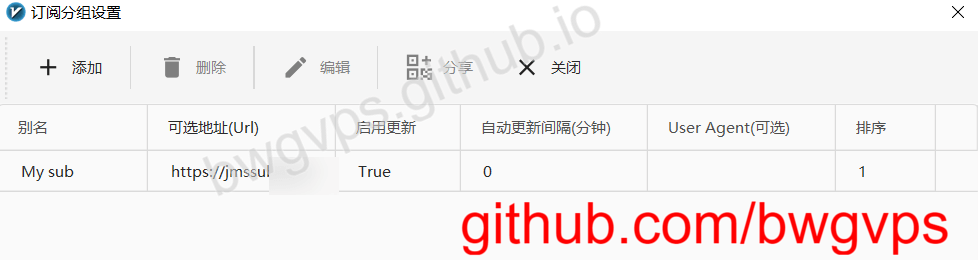 订阅分组设置
添加 删除 编辑 分享 关闭
别名 可选地址(Url) 启用更新 自动更新间隔(分钟) User Agent(可选) 排序
My sub https://jmssul True 0 1
bwgvps.github.io
github.com/bwgvps